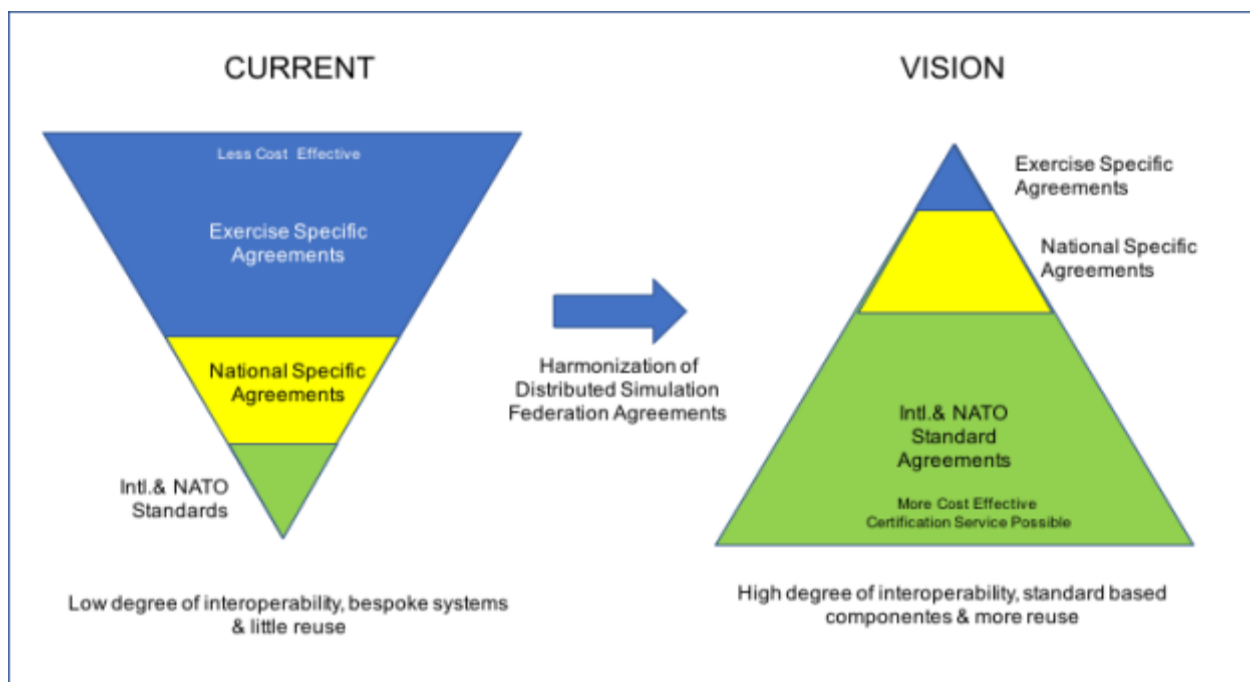 CURRENT
Less Cost Effective
Exercise Specific
Agreements
National Specific
Agreements
Intl.& NATO
Standards
Low degree of interoperability, bespoke systems
& little reuse
Harmonization of
Distributed Simulation
Federation Agreements
VISION
Exercise Specific
Agreements
National Specific
Agreements
Intl.& NATO
Standard
Agreements
More Cost Effective
Certification Service Possible
High degree of interoperability, standard based
componentes & more reuse